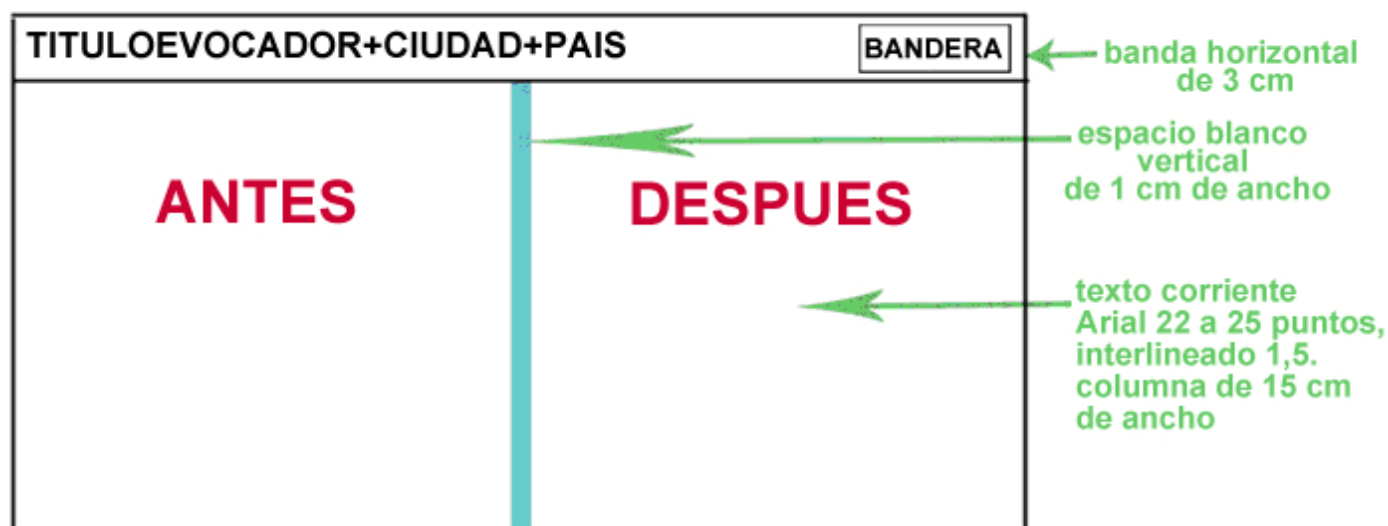 TITULOEVOCADOR+CIUDAD+PAIS
BANDERA
banda horizontal
de 3 cm
espacio blanco
vertical
de 1 cm de ancho
ANTES
DESPUES
texto corriente
Arial 22 a 25 puntos,
interlineado 1,5.
columna de 15 cm
de ancho